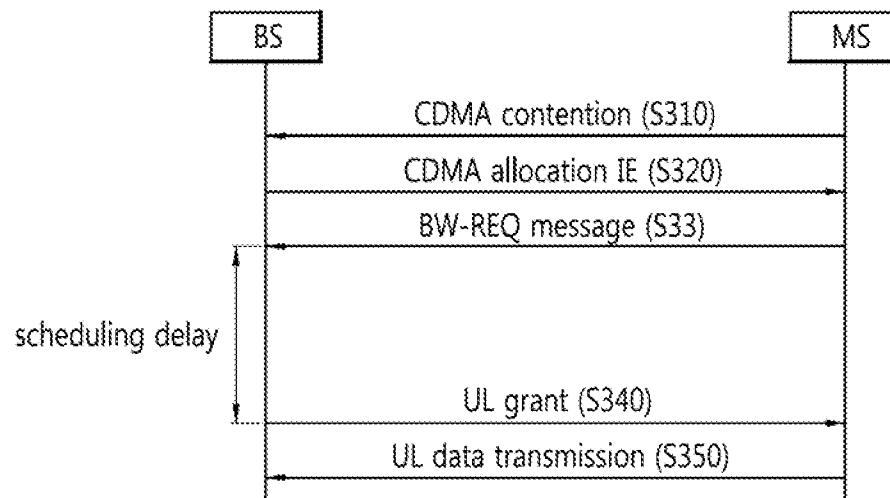 BS
MS
CDMA contention (S310)
CDMA allocation IE (S320)
BW-REQ message (S33)
scheduling delay
UL grant (S340)
UL data transmission (S350)